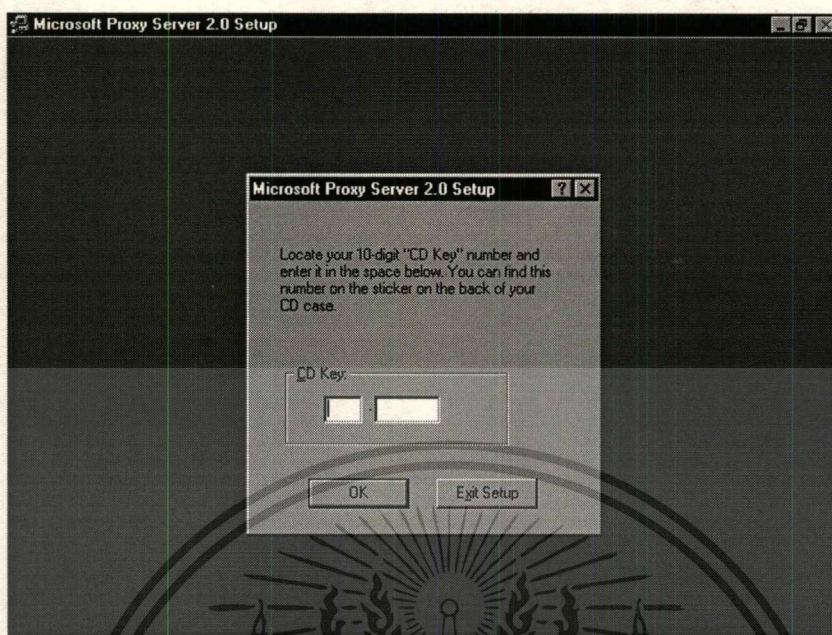 Microsoft Proxy Server 2.0 Setup
Microsoft Proxy Server 2.0 Setup
Locate your 10-digit "CD Key" number and
enter it in the space below. You can find this
number on the sticker on the back of your
CD case.
CD Key:
-
OK
Exit Setup